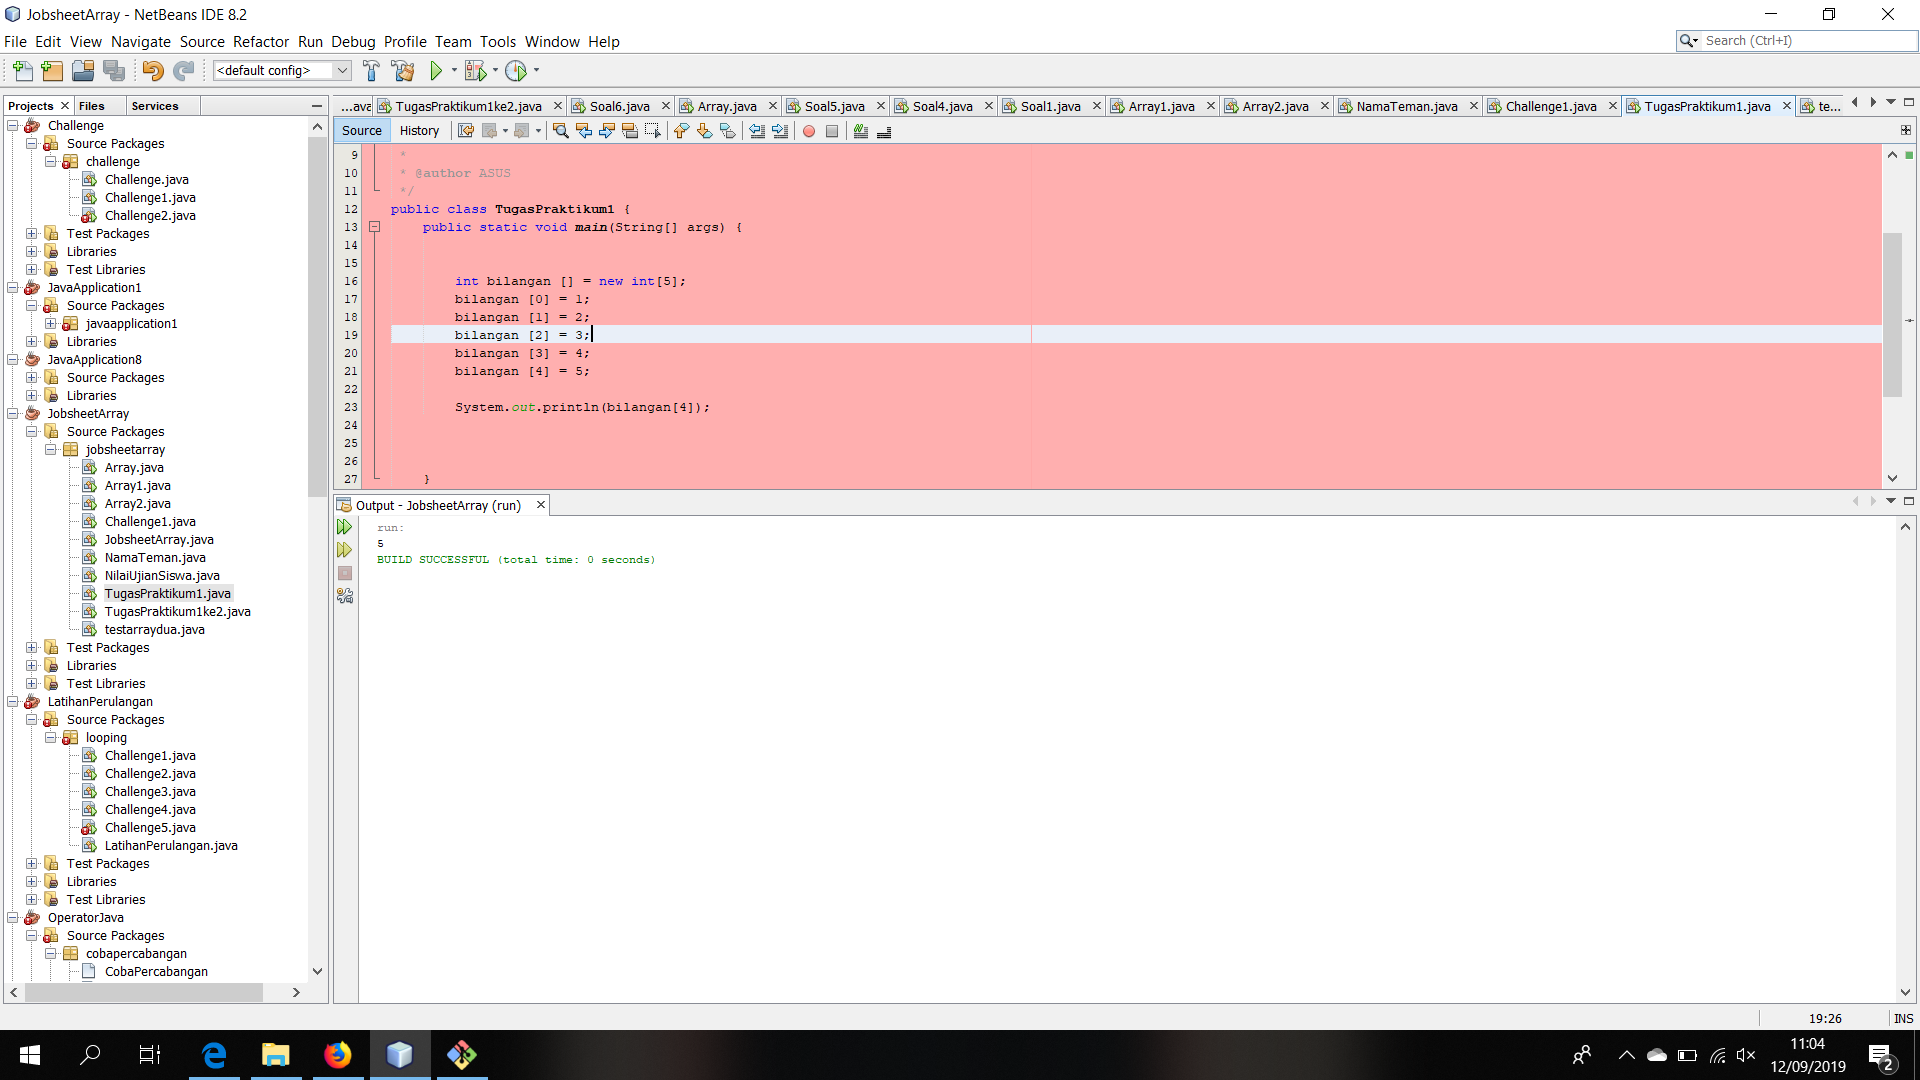 JobsheetArray - NetBeans IDE 8.2
File Edit View Navigate Source Refactor Run Debug Profile Team Tools Window Help
Search (Ctrl+I)
<default config>
Projects Files Services
Challenge
Source Packages
challenge
Challenge.java
Challenge1.java
Challenge2.java
Test Packages
Libraries
Test Libraries
JavaApplication1
Source Packages
javaapplication1
Libraries
JavaApplication8
Source Packages
Libraries
JobsheetArray
Source Packages
jobsheetarray
Array.java
Array1.java
Array2.java
Challenge1.java
JobsheetArray.java
NamaTeman.java
NilaiUjianSiswa.java
TugasPraktikum1.java
TugasPraktikum1ke2.java
testarraydua.java
Test Packages
Libraries
Test Libraries
LatihanPerulangan
Source Packages
looping
Challenge1.java
Challenge2.java
Challenge3.java
Challenge4.java
Challenge5.java
LatihanPerulangan.java
Test Packages
Libraries
Test Libraries
OperatorJava
Source Packages
cobapercabangan
CobaPercabangan
...ava TugasPraktikum1ke2.java Soal6.java Array.java Soal5.java Soal4.java Soal1.java Array1.java Array2.java NamaTeman.java Challenge1.java TugasPraktikum1.java te...
Source History
9 *
10 * @author ASUS
11 */
12 public class TugasPraktikum1 {
13 public static void main(String[] args) {
14
15
16 int bilangan [] = new int[5];
17 bilangan [0] = 1;
18 bilangan [1] = 2;
19 bilangan [2] = 3;
20 bilangan [3] = 4;
21 bilangan [4] = 5;
22
23 System.out.println(bilangan[4]);
24
25
26
27 }
Output - JobsheetArray (run)
run:
5
BUILD SUCCESSFUL (total time: 0 seconds)
19:26 INS
11:04
12/09/2019
2